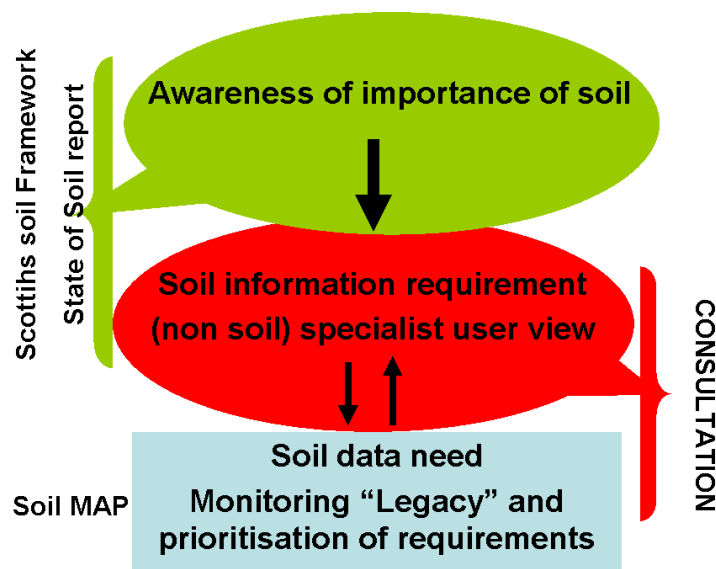 Awareness of importance of soil
Scottihs soil Framework
State of Soil report
Soil information requirement
(non soil) specialist user view
CONSULTATION
Soil data need
Soil MAP
Monitoring “Legacy” and
prioritisation of requirements